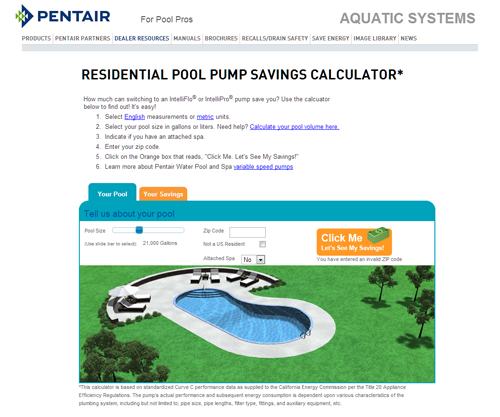 PENTAIR
For Pool Pros
AQUATIC SYSTEMS
PRODUCTS | PENTAIR PARTNERS | DEALER RESOURCES | MANUALS | BROCHURES | RECALLS/DRAIN SAFETY | SAVE ENERGY | IMAGE LIBRARY | NEWS
RESIDENTIAL POOL PUMP SAVINGS CALCULATOR*
How much can switching to an IntelliFlo® or IntelliPro® pump save you? Use the calcuator
below to find out! It's easy!
1. Select English measurements or metric units.
2. Select your pool size in gallons or liters. Need help? Calculate your pool volume here.
3. Indicate if you have an attached spa.
4. Enter your zip code.
5. Click on the Orange box that reads, "Click Me. Let's See My Savings!"
6. Learn more about Pentair Water Pool and Spa variable speed pumps
Your Pool
Your Savings
Tell us about your pool
Pool Size
(Use slide bar to select):
21,000 Gallons
Zip Code
Not a US Resident
Attached Spa
No
Click Me
Let's See My Savings!
You have entered an invalid ZIP code
*This calculator is based on standardized Curve C performance data as supplied to the California Energy Commission per the Title 20 Appliance
Efficiency Regulations. The pump's actual performance and subsequent energy consumption is dependent upon various characteristics of the
plumbing system, including but not limited to; pipe size, pipe lengths, filter type, fittings, and auxiliary equipment, etc.